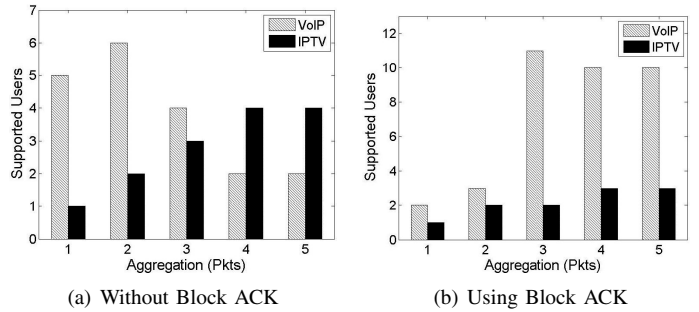 7
6
5
4
3
2
1
0
Supported Users
VoIP
IPTV
1 2 3 4 5
Aggregation (Pkts)
(a) Without Block ACK
12
10
8
6
4
2
0
Supported Users
VoIP
IPTV
1 2 3 4 5
Aggregation (Pkts)
(b) Using Block ACK